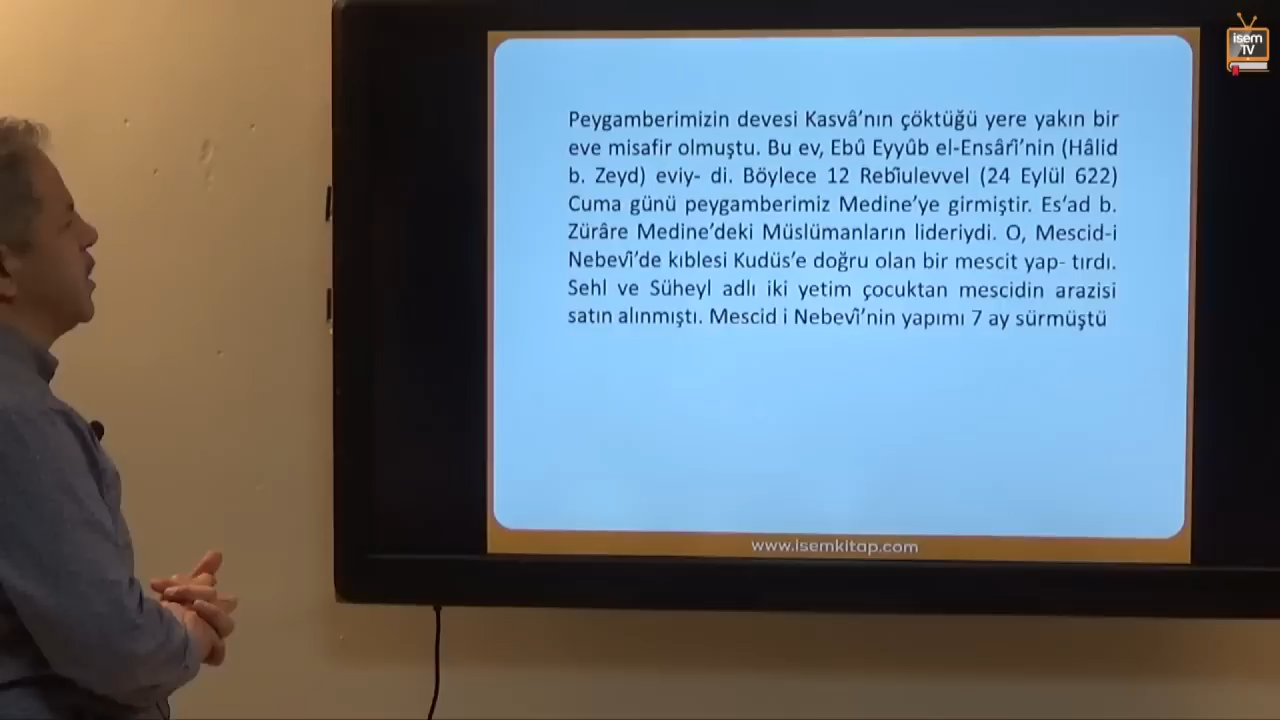 isem
TV
Peygamberimizin devesi Kasvâ’nın çöktüğü yere yakın bir
eve misafir olmuştu. Bu ev, Ebû Eyyûb el-Ensârî’nin (Hâlid
b. Zeyd) eviy- di. Böylece 12 Rebîulevvel (24 Eylül 622)
Cuma günü peygamberimiz Medine’ye girmiştir. Es’ad b.
Zürâre Medine’deki Müslümanların lideriydi. O, Mescid-i
Nebevî’de kıblesi Kudüs’e doğru olan bir mescit yap- tırdı.
Sehl ve Süheyl adlı iki yetim çocuktan mescidin arazisi
satın alınmıştı. Mescid i Nebevî’nin yapımı 7 ay sürmüştü
www.isemkitap.com